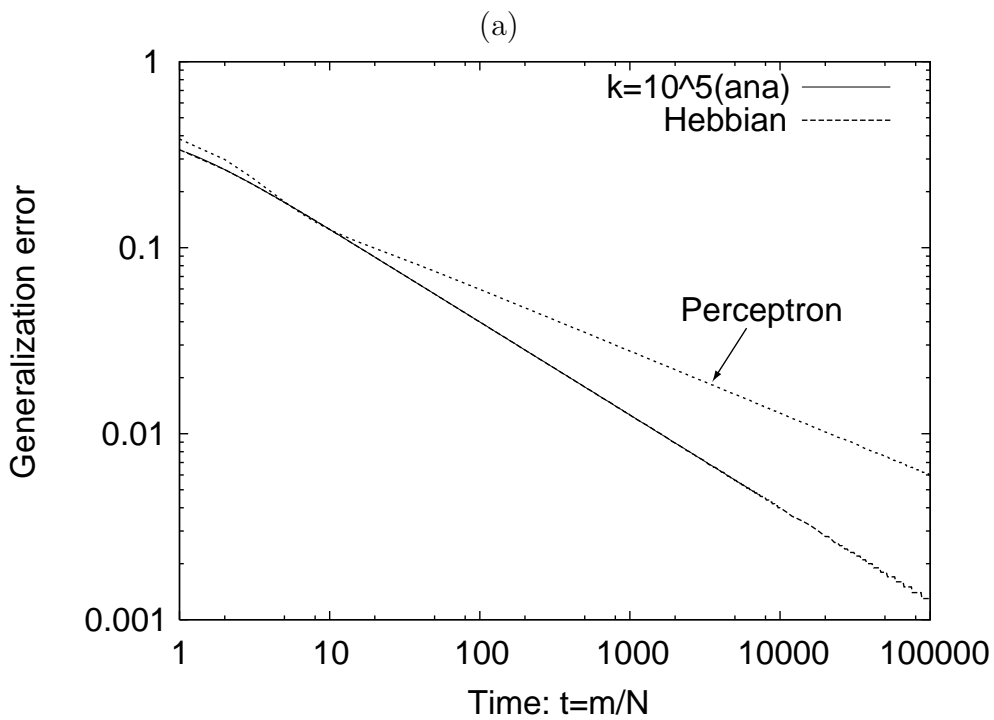 (a)
1
0.1
0.01
0.001
Generalization error
k=10^5(ana)
Hebbian
Perceptron
1 10 100 1000 10000 100000
Time: t=m/N